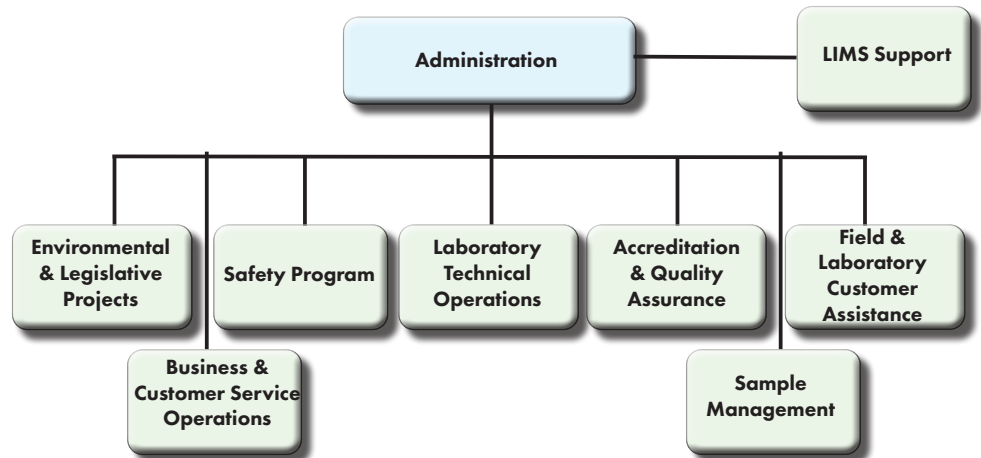 Administration
LIMS Support
Environmental
& Legislative
Projects
Safety Program
Laboratory
Technical
Operations
Accreditation
& Quality
Assurance
Field &
Laboratory
Customer
Assistance
Business &
Customer Service
Operations
Sample
Management